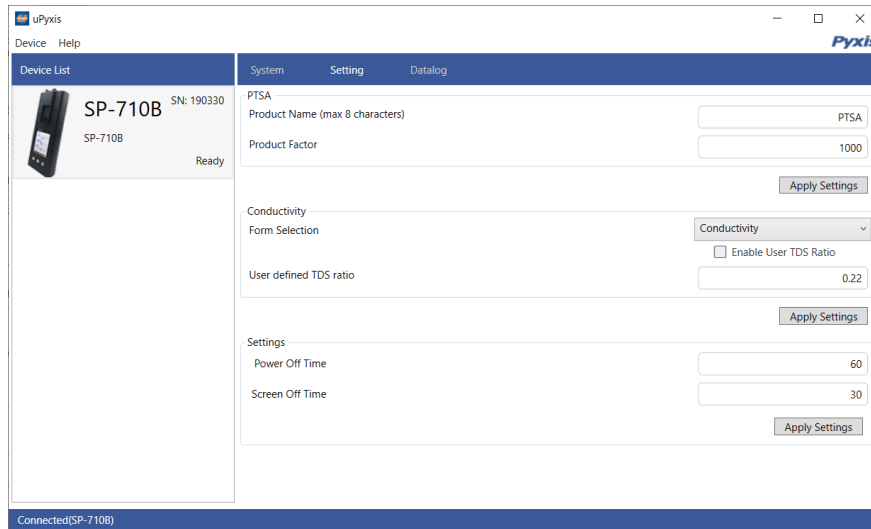 uPyxis
Device Help
Device List
System Setting Datalog
SP-710B SN: 190330
SP-710B
Ready
PTSA
Product Name (max 8 characters) PTSA
Product Factor 1000
Apply Settings
Conductivity
Form Selection Conductivity
Enable User TDS Ratio
User defined TDS ratio 0.22
Apply Settings
Settings
Power Off Time 60
Screen Off Time 30
Apply Settings
Connected(SP-710B)